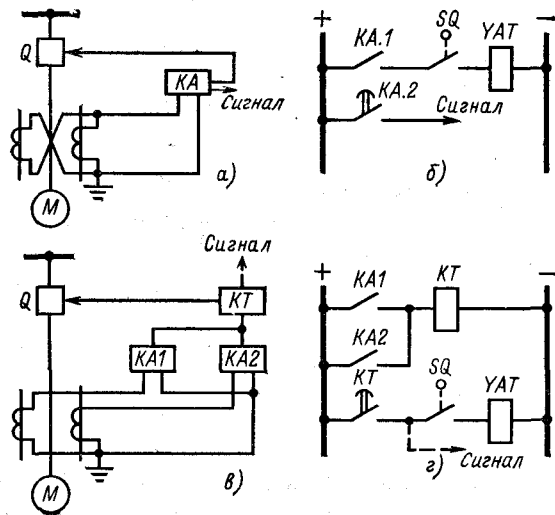 Q
KA
Сигнал
M
а)
+
−
KA.1
SQ
YAT
KA.2
Сигнал
б)
Сигнал
Q
KT
KA1
KA2
M
в)
+
−
KA1
KT
KA2
KT
SQ
YAT
Сигнал
г)